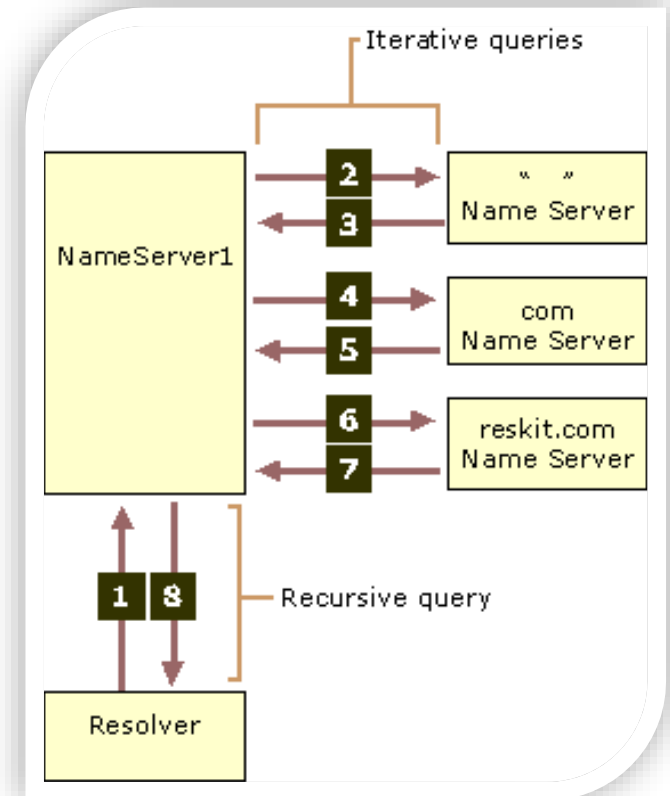 Iterative queries
NameServer1
2
3
" "
Name Server
4
5
com
Name Server
6
7
reskit.com
Name Server
1
8
Recursive query
Resolver